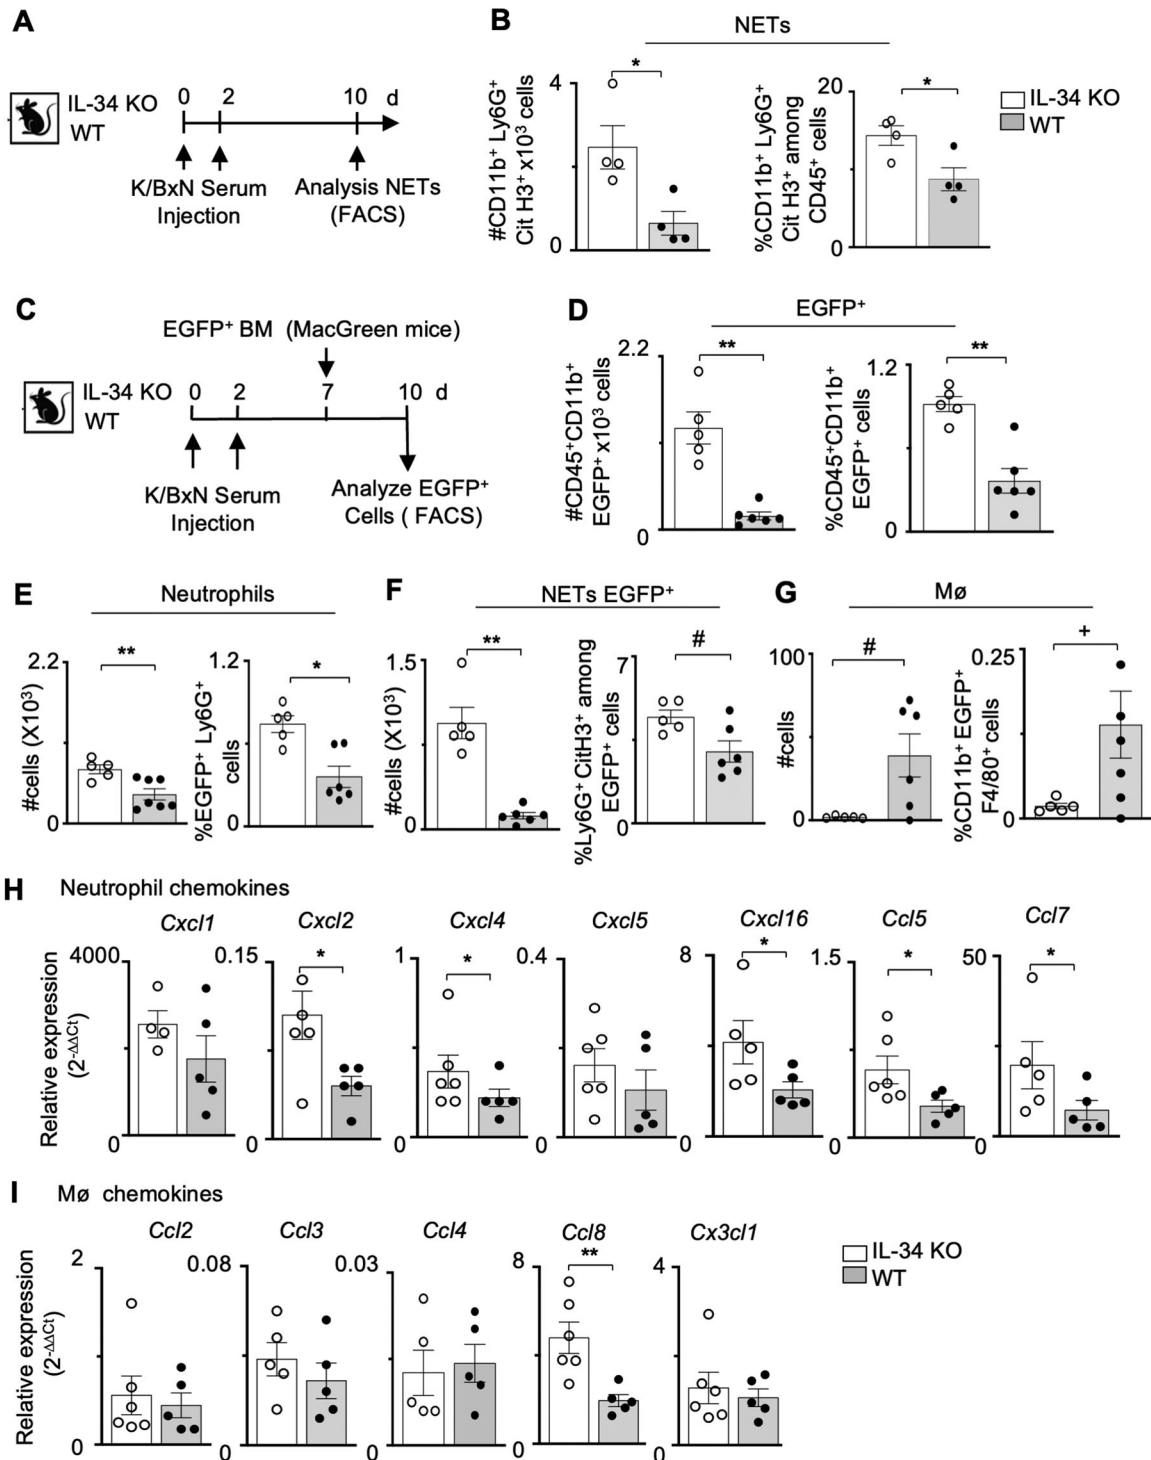 A
IL-34 KO
WT
0 2 10 d
K/BxN Serum
Injection
Analysis NETs
(FACS)
B
NETs
#CD11b⁺ Ly6G⁺
Cit H3⁺ x10³ cells
4
0
*
%CD11b⁺ Ly6G⁺
Cit H3⁺ among
CD45⁺ cells
20
0
*
IL-34 KO
WT
C
EGFP⁺ BM (MacGreen mice)
IL-34 KO
WT
0 2 7 10 d
K/BxN Serum
Injection
Analyze EGFP⁺
Cells ( FACS)
D
EGFP⁺
#CD45⁺CD11b⁺
EGFP⁺ x10³ cells
2.2
0
**
%CD45⁺CD11b⁺
EGFP⁺ cells
1.2
0
**
E
Neutrophils
#cells (X10³)
2.2
0
**
%EGFP⁺ Ly6G⁺
cells
1.2
0
*
F
NETs EGFP⁺
#cells (X10³)
1.5
0
**
%Ly6G⁺ CitH3⁺ among
EGFP⁺ cells
7
0
#
G
Mø
#cells
100
0
#
%CD11b⁺ EGFP⁺
F4/80⁺ cells
0.25
0
+
H
Neutrophil chemokines
Relative expression
(2-ΔΔCt)
Cxcl1
4000
0
Cxcl2
0.15
0
*
Cxcl4
1
0
*
Cxcl5
0.4
0
Cxcl16
8
0
*
Ccl5
1.5
0
*
Ccl7
50
0
*
I
Mø chemokines
Relative expression
(2-ΔΔCt)
Ccl2
2
0
Ccl3
0.08
0
Ccl4
0.03
0
Ccl8
8
0
**
Cx3cl1
4
0
IL-34 KO
WT